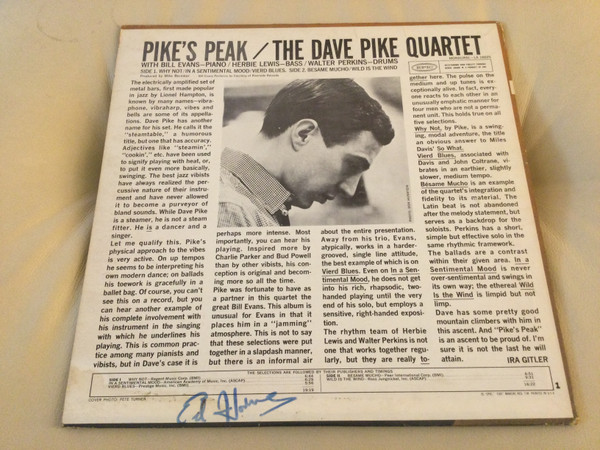 PIKE'S PEAK / THE DAVE PIKE QUARTET
WITH BILL EVANS—PIANO / HERBIE LEWIS—BASS / WALTER PERKINS—DRUMS
SIDE 1. WHY NOT / IN A SENTIMENTAL MOOD / VIERD BLUES. SIDE 2. BESAME MUCHO / WILD IS THE WIND
EPIC
The electrically amplified set of
metal bars, first made popular
in jazz by Lionel Hampton, is
known by many names—vibra-
phone, vibraharp, vibes and
bells are some of its appella-
tions. Dave Pike has another
name for his set. He calls it the
"steamtable," a humorous
title, but one that has accuracy.
Adjectives like "steamin',"
"cookin'," etc. have been used
to signify playing with heat, or,
to put it even more basically,
swinging. The best jazz vibists
have always realized the per-
cussive nature of their instru-
ment and have never allowed
it to become a purveyor of
bland sounds. While Dave Pike
is a steamer, he is not a steam
fitter. He is a dancer and a
singer.
Let me qualify this. Pike's
physical approach to the vibes
is very active. On up tempos
he seems to be interpreting his
own modern dance; on ballads
his toework is gracefully in a
ballet bag. Of course, you can't
see this on a record, but you
can hear another example of
his complete involvement with
his instrument in the singing
with which he underlines his
playing. This is common prac-
tice among many pianists and
vibists, but in Dave's case it is
perhaps more intense. Most
importantly, you can hear his
playing. Inspired more by
Charlie Parker and Bud Powell
than by other vibists, his con-
ception is original and becom-
ing more so all the time.
Pike was fortunate to have as
a partner in this quartet the
great Bill Evans. This album is
unusual for Evans in that it
places him in a "jamming"
atmosphere. This is not to say
that these selections were put
together in a slapdash manner,
but there is an informal air
about the entire presentation.
Away from his trio, Evans,
atypically, works in a harder-
grooved, single line attitude,
the best example of which is on
Vierd Blues. Even on In a Sen-
timental Mood, he does not get
into his rich, rhapsodic, two-
handed playing until the very
end of his solo, but employs a
sensitive, right-handed exposi-
tion.
The rhythm team of Herbie
Lewis and Walter Perkins is not
one that works together regu-
larly, but they are really to-
gether here. The pulse on the
medium and up tunes is ex-
ceptionally alive. In fact, every-
one reacts to each other in an
unusually emphatic manner for
four men who are not a perma-
nent unit. This holds true on all
five selections.
Why Not, by Pike, is a swing-
ing, modal adventure, the title
an obvious answer to Miles
Davis' So What.
Vierd Blues, associated with
Davis and John Coltrane, vi-
brates in an earthier, slightly
slower, medium tempo.
Bésame Mucho is an example
of the quartet's integration and
fidelity to its material. The
Latin beat is not abandoned
after the melody statement, but
serves as a backdrop for the
soloists. Perkins has a short,
simple but effective solo in the
same rhythmic framework.
The ballads are a contrast
within their given area. In a
Sentimental Mood is never
over-sentimental and swings in
its own way; the ethereal Wild
Is the Wind is limpid but not
limp.
Dave has some pretty good
mountain climbers with him in
this ascent. And "Pike's Peak"
is an ascent to be proud of. I'm
sure it is not the last he will
attain.
IRA GITLER
THE SELECTIONS ARE FOLLOWED BY THEIR PUBLISHERS AND TIMINGS
1
COVER PHOTO: PETE TURNER